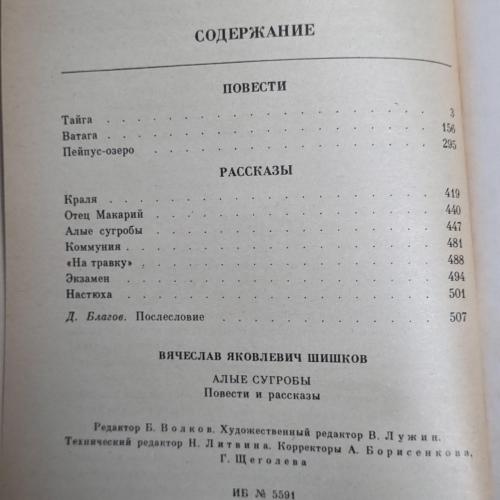 СОДЕРЖАНИЕ
ПОВЕСТИ
Тайга . . . . . . . . . . . . . . . . . 3
Ватага . . . . . . . . . . . . . . . . . 156
Пейпус-озеро . . . . . . . . . . . . . . . 295
РАССКАЗЫ
Краля . . . . . . . . . . . . . . . . . 419
Отец Макарий . . . . . . . . . . . . . . . 440
Алые сугробы . . . . . . . . . . . . . . . 447
Коммуния . . . . . . . . . . . . . . . . 481
«На травку» . . . . . . . . . . . . . . . 488
Экзамен . . . . . . . . . . . . . . . . 494
Настюха . . . . . . . . . . . . . . . . 501
Д. Благов. Послесловие . . . . . . . . . . . 507
ВЯЧЕСЛАВ ЯКОВЛЕВИЧ ШИШКОВ
АЛЫЕ СУГРОБЫ
Повести и рассказы
Редактор Б. Волков. Художественный редактор В. Лужин.
Технический редактор Н. Литвина. Корректоры А. Борисенкова,
Г. Щеголева
ИБ № 5591